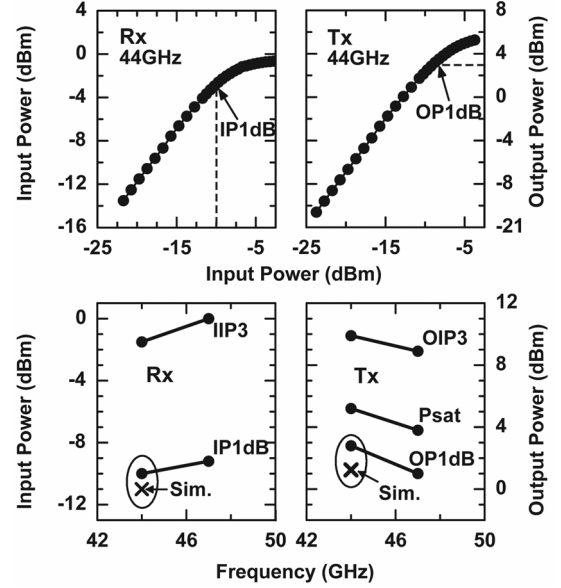 Input Power (dBm)
0
-4
-8
-12
-16
Rx
44GHz
IP1dB
-25
-15
-5
Tx
44GHz
OP1dB
-25
-15
-5
8
4
0
-4
-8
-21
Output Power (dBm)
Input Power (dBm)
Input Power (dBm)
0
-4
-8
-12
IIP3
Rx
IP1dB
Sim.
42
46
50
OIP3
Tx
Psat
OP1dB
Sim.
42
46
50
12
8
4
0
Output Power (dBm)
Frequency (GHz)